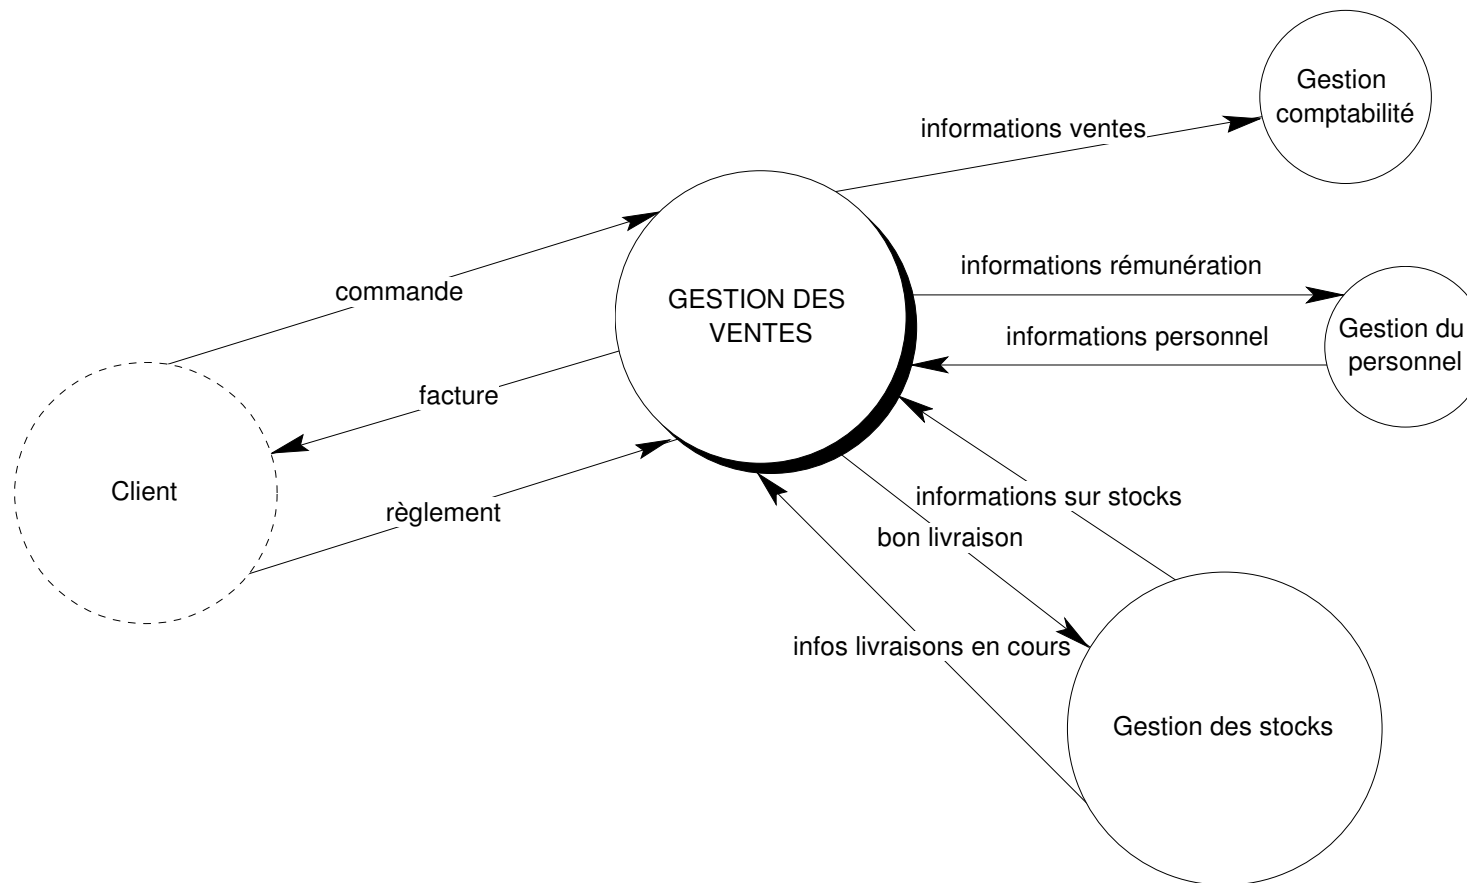 Gestion
comptabilité
informations ventes
informations rémunération
GESTION DES
VENTES
commande
informations personnel
Gestion du
personnel
facture
Client
règlement
informations sur stocks
bon livraison
infos livraisons en cours
Gestion des stocks